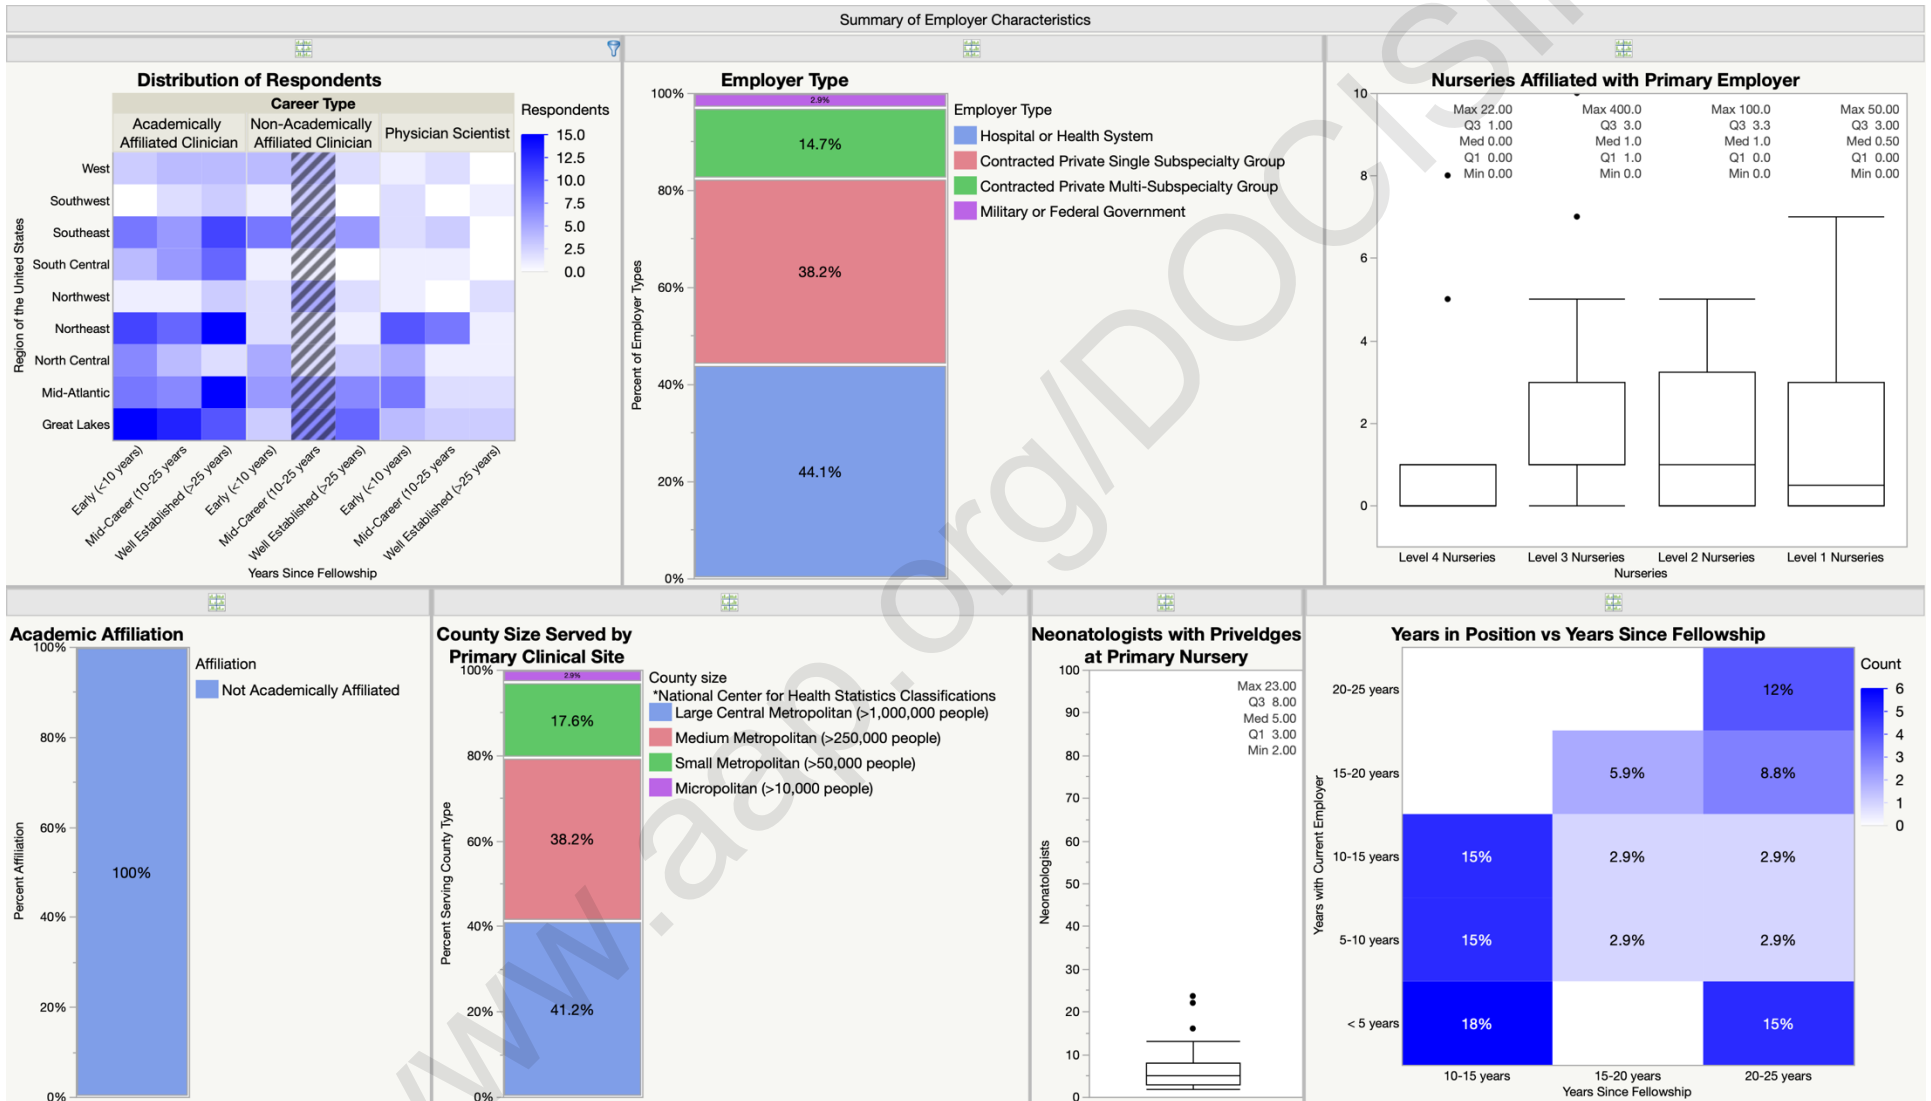 Summary of Employer Characteristics
Distribution of Respondents
Career Type
Academically
Affiliated Clinician
Non-Academically
Affiliated Clinician
Physician Scientist
Respondents
15.0
12.5
10.0
7.5
5.0
2.5
0.0
Region of the United States
West
Southwest
Southeast
South Central
Northwest
Northeast
North Central
Mid-Atlantic
Great Lakes
Early (<10 years)
Mid-Career (10-25 years
Well Established (>25 years)
Early (<10 years)
Mid-Career (10-25 years
Well Established (>25 years)
Early (<10 years)
Mid-Career (10-25 years
Well Established (>25 years)
Years Since Fellowship
Employer Type
Percent of Employer Types
100%
80%
60%
40%
20%
0%
2.9%
14.7%
38.2%
44.1%
Employer Type
Hospital or Health System
Contracted Private Single Subspecialty Group
Contracted Private Multi-Subspecialty Group
Military or Federal Government
Nurseries Affiliated with Primary Employer
10
8
6
4
2
0
Max 22.00
Q3 1.00
Med 0.00
Q1 0.00
Min 0.00
Max 400.0
Q3 3.0
Med 1.0
Q1 1.0
Min 0.0
Max 100.0
Q3 3.3
Med 1.0
Q1 0.0
Min 0.0
Max 50.00
Q3 3.00
Med 0.50
Q1 0.00
Min 0.00
Level 4 Nurseries
Level 3 Nurseries
Level 2 Nurseries
Level 1 Nurseries
Nurseries
Academic Affiliation
Percent Affiliation
100%
80%
60%
40%
20%
0%
100%
Affiliation
Not Academically Affiliated
County Size Served by
Primary Clinical Site
Percent Serving County Type
100%
80%
60%
40%
20%
0%
2.9%
17.6%
38.2%
41.2%
County size
*National Center for Health Statistics Classifications
Large Central Metropolitan (>1,000,000 people)
Medium Metropolitan (>250,000 people)
Small Metropolitan (>50,000 people)
Micropolitan (>10,000 people)
Neonatologists with Priveldges
at Primary Nursery
Neonatologists
100
90
80
70
60
50
40
30
20
10
0
Max 23.00
Q3 8.00
Med 5.00
Q1 3.00
Min 2.00
Years in Position vs Years Since Fellowship
Years with Current Employer
20-25 years
12%
15-20 years
5.9%
8.8%
10-15 years
15%
2.9%
2.9%
5-10 years
15%
2.9%
2.9%
< 5 years
18%
15%
10-15 years
15-20 years
20-25 years
Years Since Fellowship
Count
6
5
4
3
2
1
0
www.aap.org/DOCISI